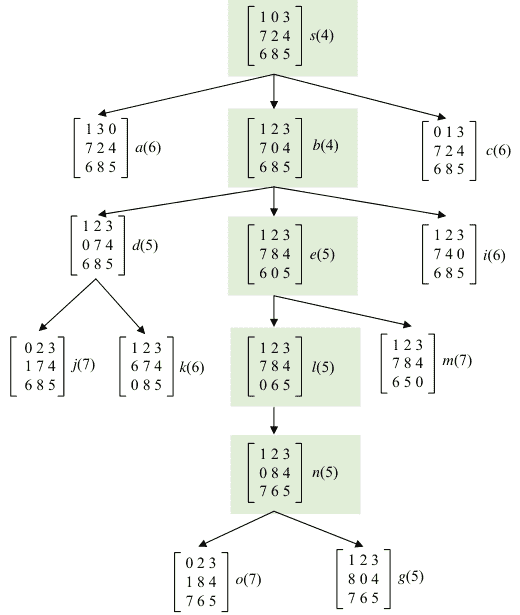 1 0 3
7 2 4 s(4)
6 8 5
1 3 0
7 2 4 a(6)
6 8 5
1 2 3
7 0 4 b(4)
6 8 5
0 1 3
7 2 4 c(6)
6 8 5
1 2 3
0 7 4 d(5)
6 8 5
1 2 3
7 8 4 e(5)
6 0 5
1 2 3
7 4 0 i(6)
6 8 5
0 2 3
1 7 4 j(7)
6 8 5
1 2 3
6 7 4 k(6)
0 8 5
1 2 3
7 8 4 l(5)
0 6 5
1 2 3
7 8 4 m(7)
6 5 0
1 2 3
0 8 4 n(5)
7 6 5
0 2 3
1 8 4 o(7)
7 6 5
1 2 3
8 0 4 g(5)
7 6 5